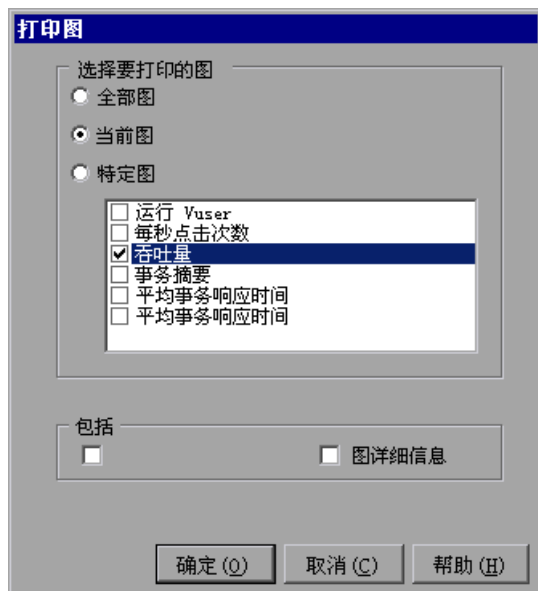 打印图
选择要打印的图
全部图
当前图
特定图
运行 Vuser
每秒点击次数
吞吐量
事务摘要
平均事务响应时间
平均事务响应时间
包括
图详细信息
确定(O)
取消(C)
帮助(H)